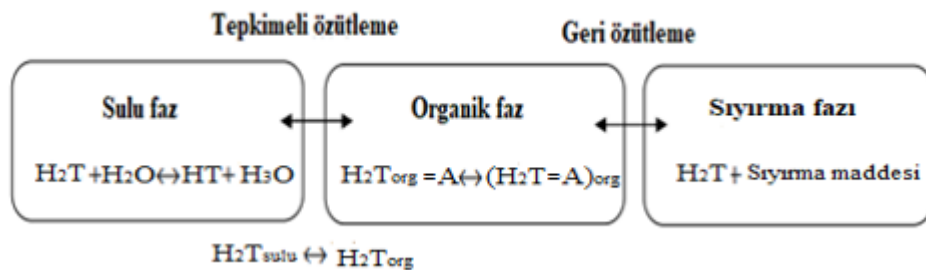 Tepkimeli özütleme
Geri özütleme
Sulu faz
Organik faz
Sıyırma fazı
H2T+H2O↔HT+H3O
H2Torg=A↔(H2T=A)org
H2T+Sıyırma maddesi
H2Tsulu ↔ H2Torg